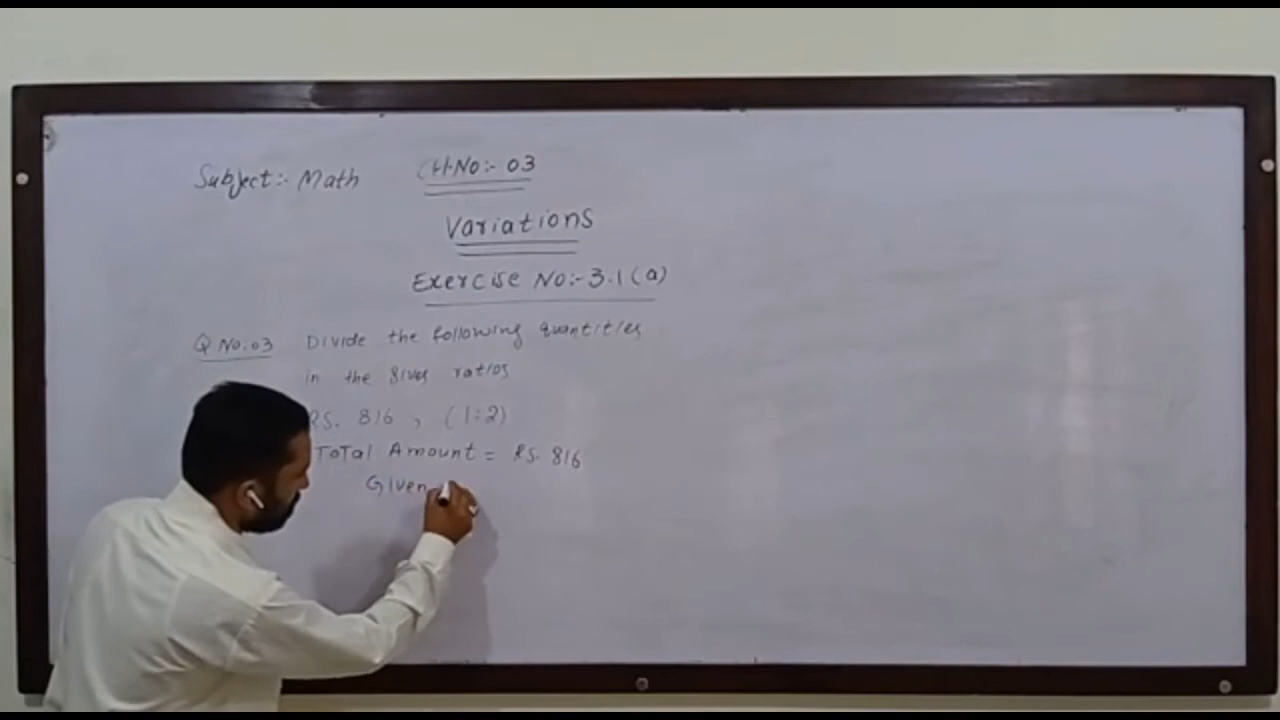 Subject:- Math CH.No:- 03
Variations
Exercise No:- 3.1(a)
Q No:03 Divide the following quantities
in the given ratios
RS. 816 , (1:2)
Total Amount = RS. 816
Given